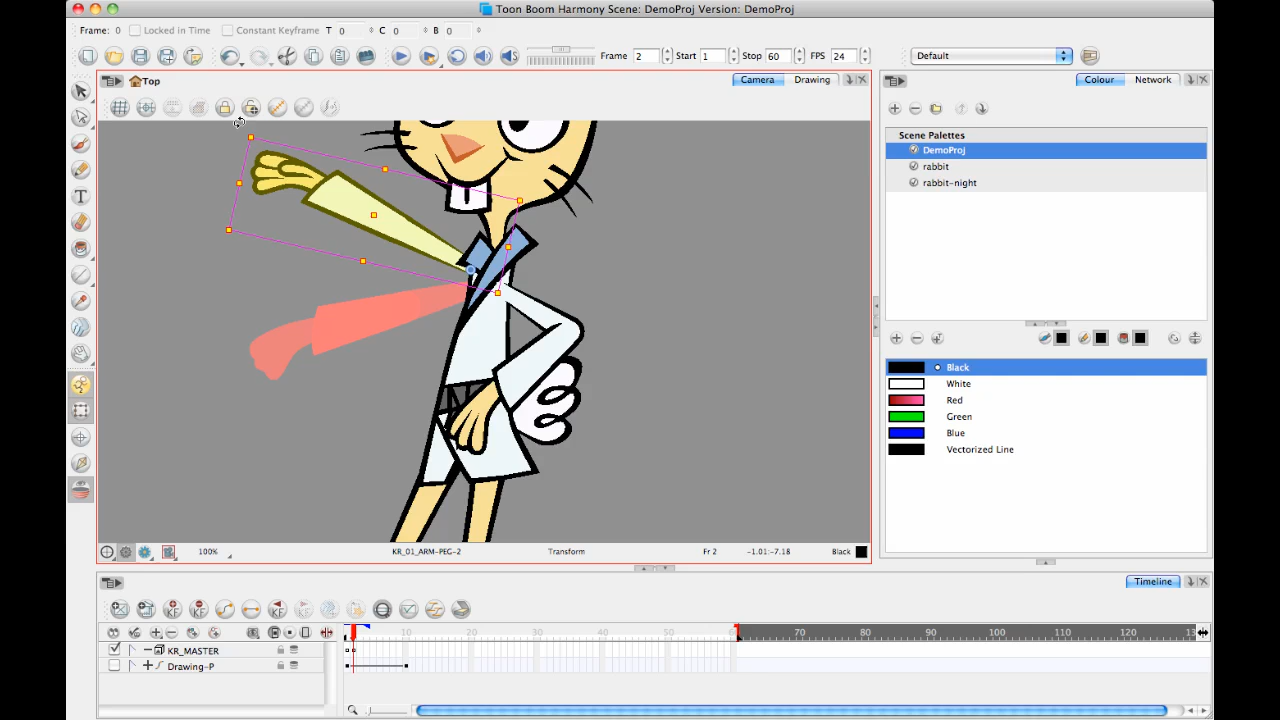 Toon Boom Harmony Scene: DemoProj Version: DemoProj
Frame: 0 Locked in Time Constant Keyframe T 0 C 0 B 0
Frame 2 Start 1 Stop 60 FPS 24 Default
Top Camera Drawing Colour Network
Scene Palettes
DemoProj
rabbit
rabbit-night
Black
White
Red
Green
Blue
Vectorized Line
100% KR_01_ARM-PEG-2 Transform Fr 2 -1.01:-7.18 Black
Timeline
10 20 30 40 50 70 80 90 100 110 120
KR_MASTER
Drawing-P